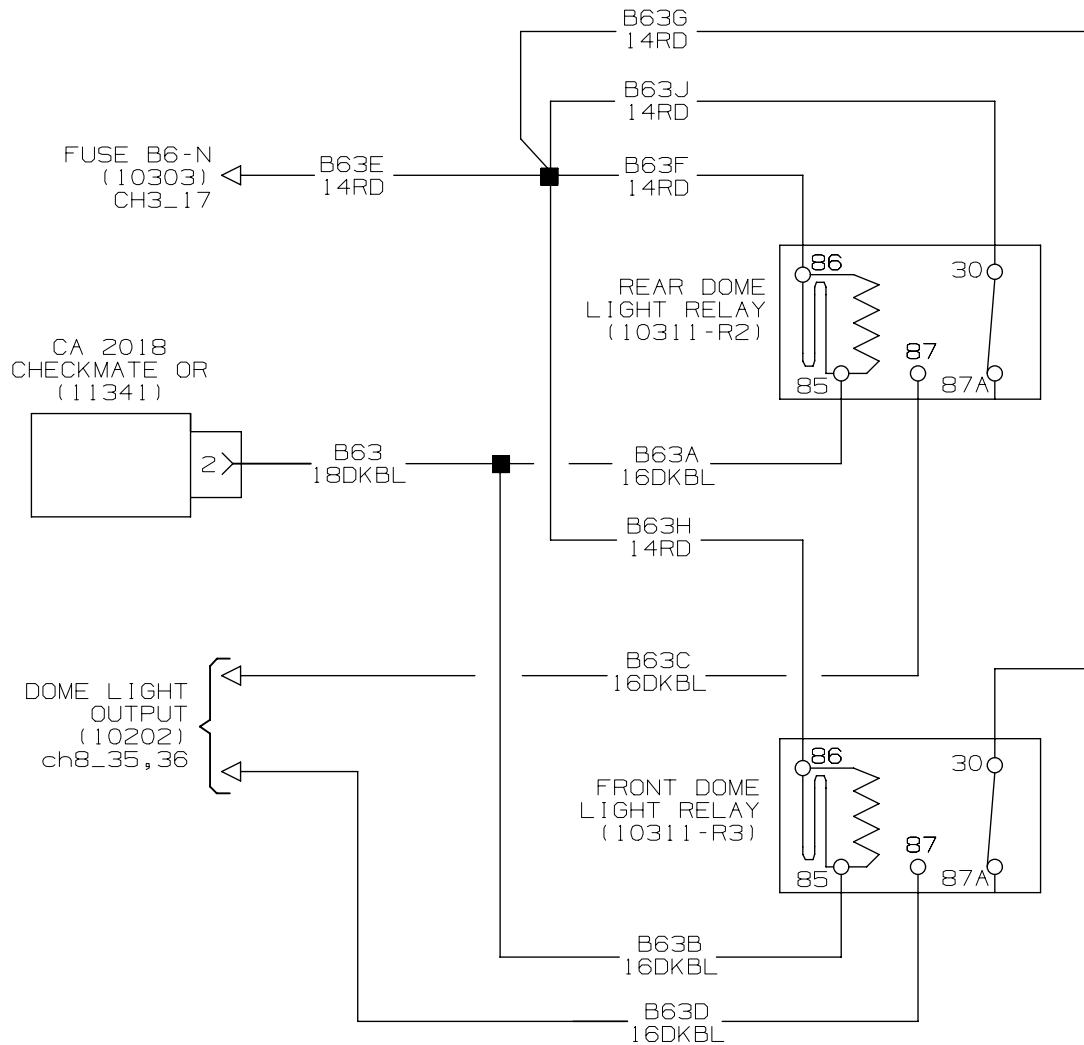 B63G
14RD
B63J
14RD
FUSE B6-N
(10303)
CH3_17
B63E
14RD
B63F
14RD
86
30
REAR DOME
LIGHT RELAY
(10311-R2)
87
85
87A
CA 2018
CHECKMATE OR
(11341)
2
B63
18DKBL
B63A
16DKBL
B63H
14RD
B63C
16DKBL
DOME LIGHT
OUTPUT
(10202)
ch8_35,36
86
30
FRONT DOME
LIGHT RELAY
(10311-R3)
87
85
87A
B63B
16DKBL
B63D
16DKBL